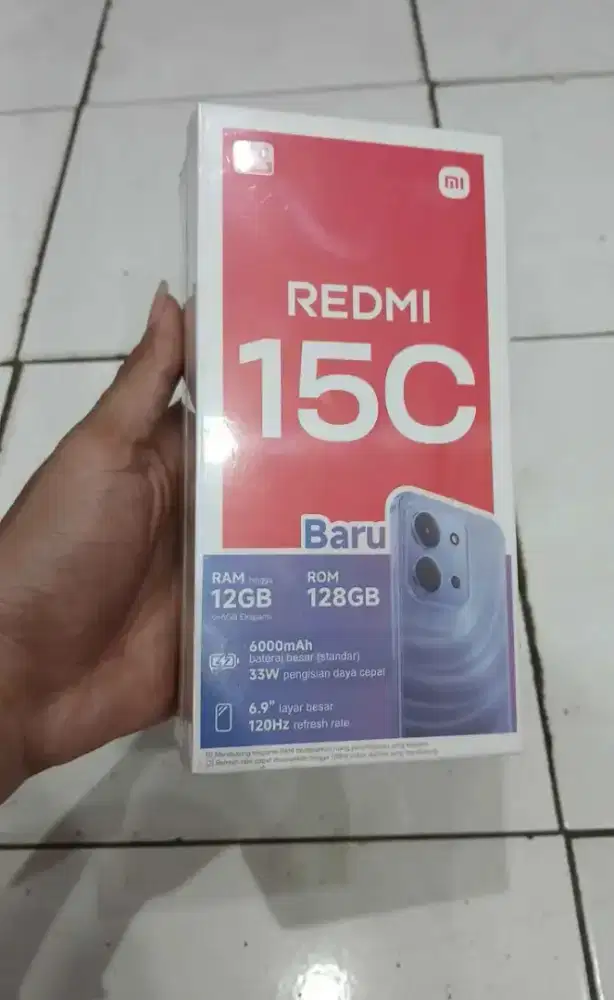 mi
REDMI
15C
Baru
RAM hingga
12GB
ROM
128GB
6000mAh
baterai besar (standar)
33W pengisian daya cepat
6.9" layar besar
120Hz refresh rate